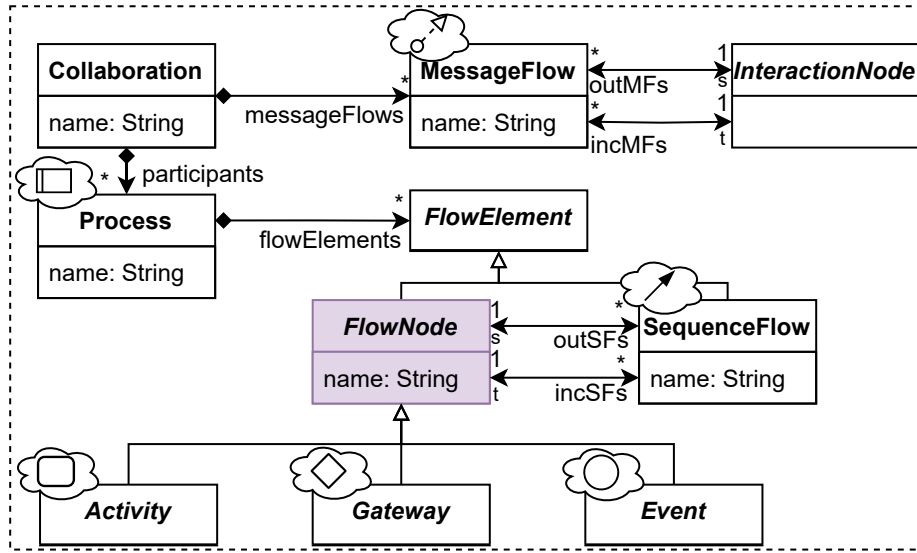 Collaboration
name: String
messageFlows
*
MessageFlow
name: String
*
outMFs
1
s
*
incMFs
1
t
InteractionNode
*
participants
Process
name: String
*
flowElements
FlowElement
FlowNode
name: String
1
s
*
outSFs
1
t
*
incSFs
SequenceFlow
name: String
Activity
Gateway
Event